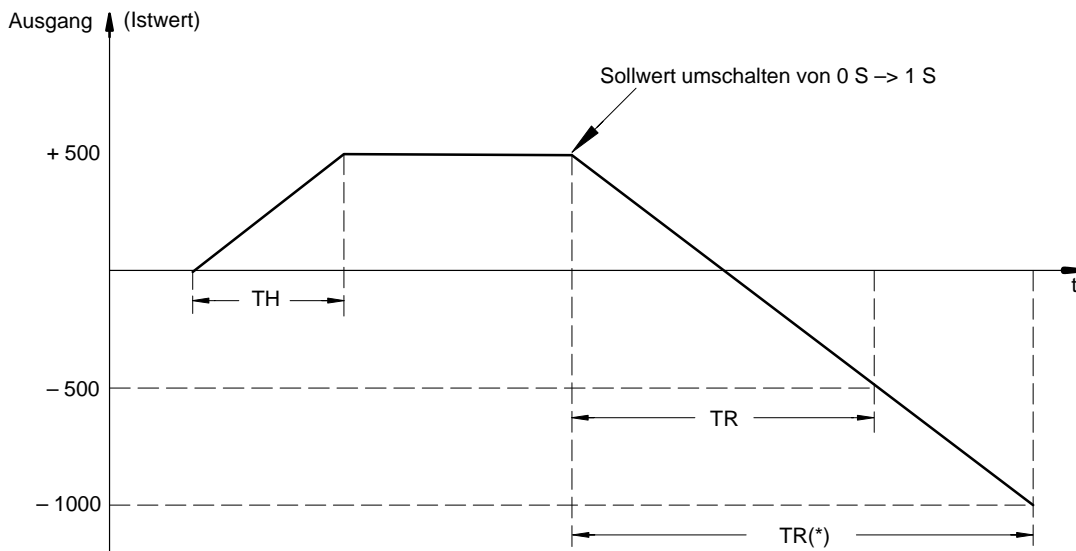 Ausgang (Istwert)
Sollwert umschalten von 0 S –> 1 S
+ 500
t
TH
– 500
TR
– 1000
TR(*)